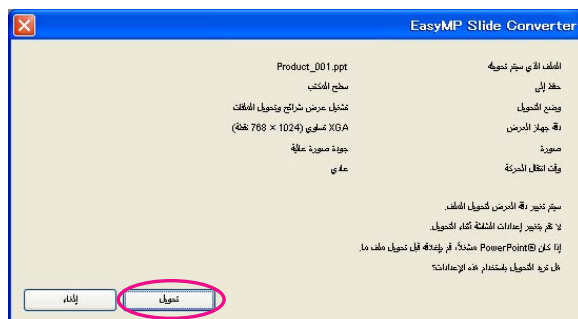 EasyMP Slide Converter
الملف الذي سيتم تحويله Product_001.ppt
حفظ إلى سطح المكتب
وضع التحويل تشغيل عرض شرائح وتحويل الملفات
دقة جهاز العرض XGA تساوي (1024 × 768 نقطة)
صورة جودة صورة عالية
وقت انتقال الحركة عادي
سيتم تغيير دقة العرض لتحويل الملف.
لا تقم بتغيير إعدادات الشاشة أثناء التحويل.
إذا كان PowerPoint® مشغلاً، قم بإغلاقه قبل تحويل ملف ما.
هل تريد التحويل باستخدام هذه الإعدادات؟
تحويل إلغاء